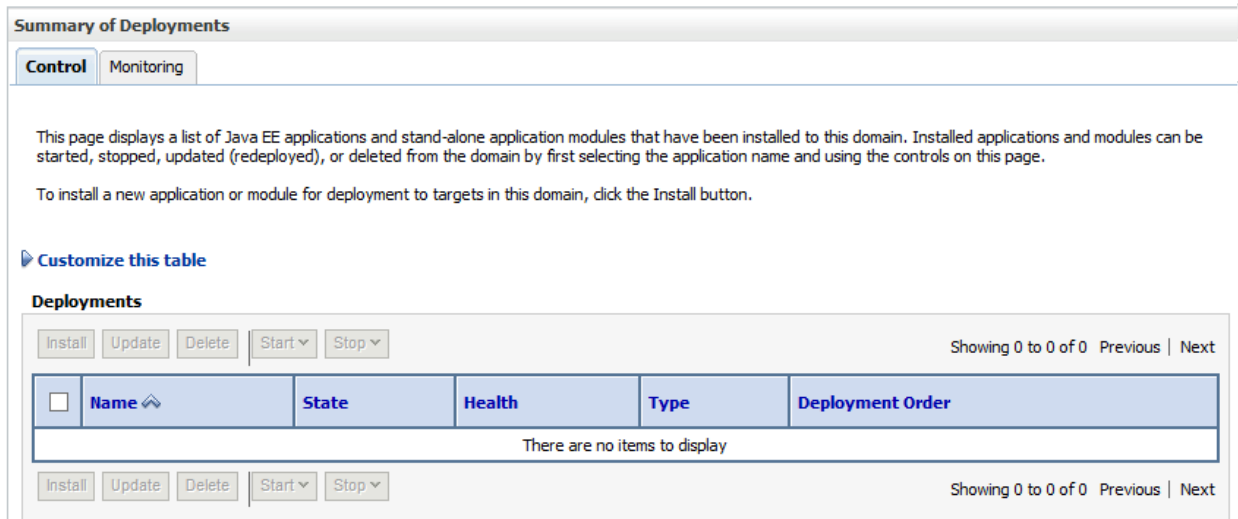 Summary of Deployments
Control Monitoring
This page displays a list of Java EE applications and stand-alone application modules that have been installed to this domain. Installed applications and modules can be
started, stopped, updated (redeployed), or deleted from the domain by first selecting the application name and using the controls on this page.
To install a new application or module for deployment to targets in this domain, click the Install button.
Customize this table
Deployments
Install Update Delete Start Stop Showing 0 to 0 of 0 Previous | Next
Name State Health Type Deployment Order
There are no items to display
Install Update Delete Start Stop Showing 0 to 0 of 0 Previous | Next